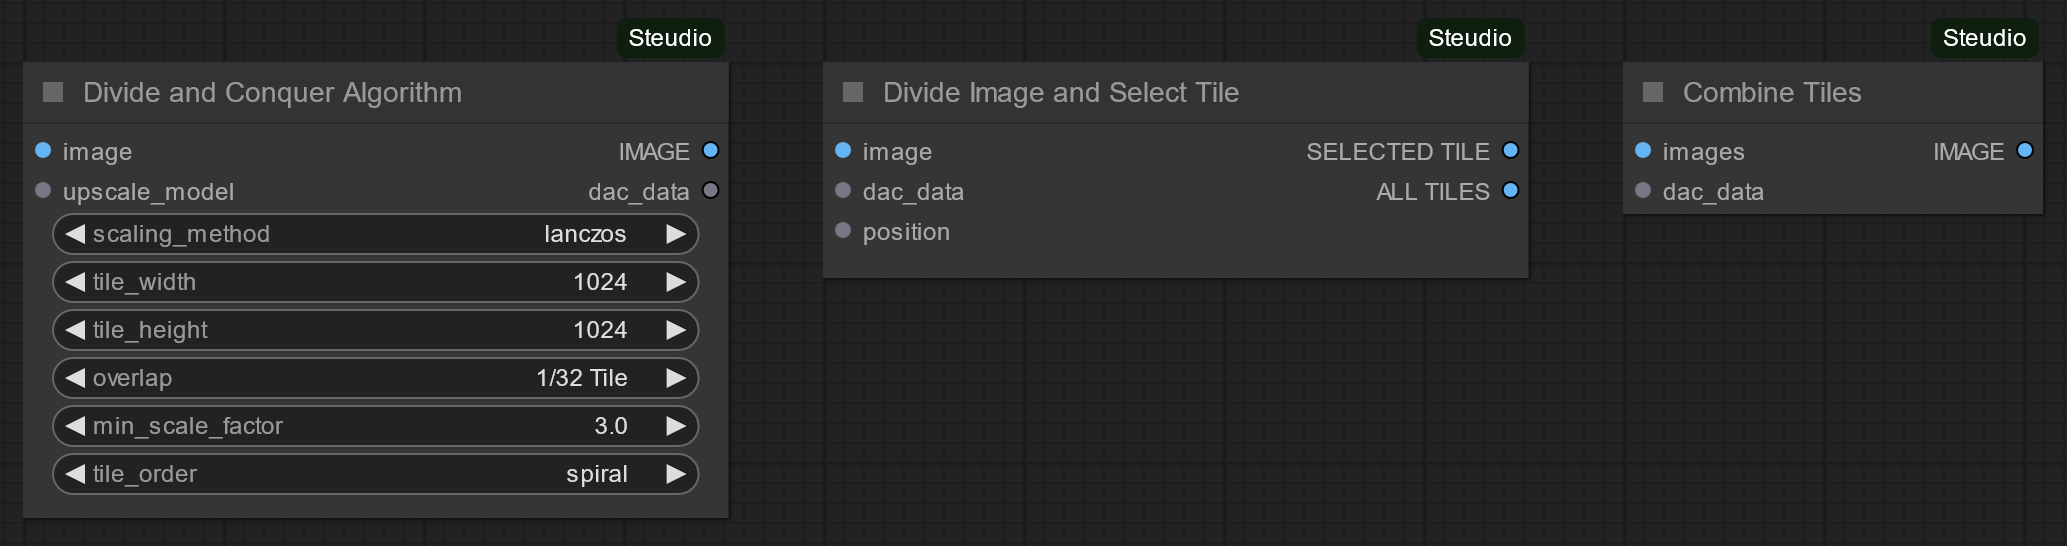 Steudio
Divide and Conquer Algorithm
image IMAGE
upscale_model dac_data
scaling_method lanczos
tile_width 1024
tile_height 1024
overlap 1/32 Tile
min_scale_factor 3.0
tile_order spiral
Steudio
Divide Image and Select Tile
image SELECTED TILE
dac_data ALL TILES
position
Steudio
Combine Tiles
images IMAGE
dac_data